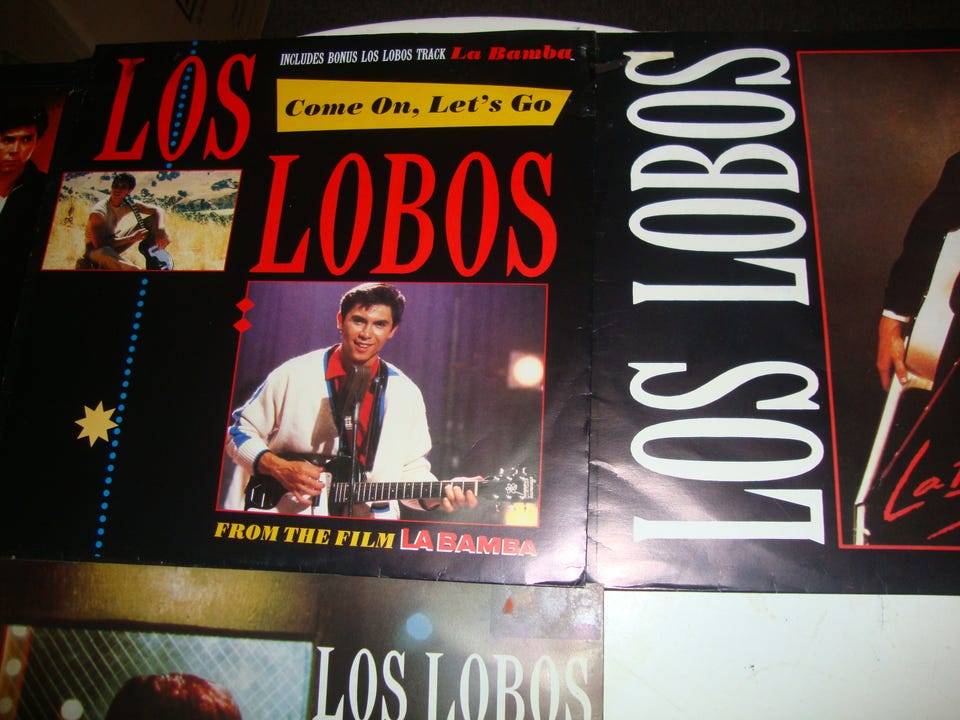 LOS
LOBOS
INCLUDES BONUS LOS LOBOS TRACK La Bamba
Come On, Let's Go
FROM THE FILM LA BAMBA
LOS LOBOS
La
LOS LOBOS